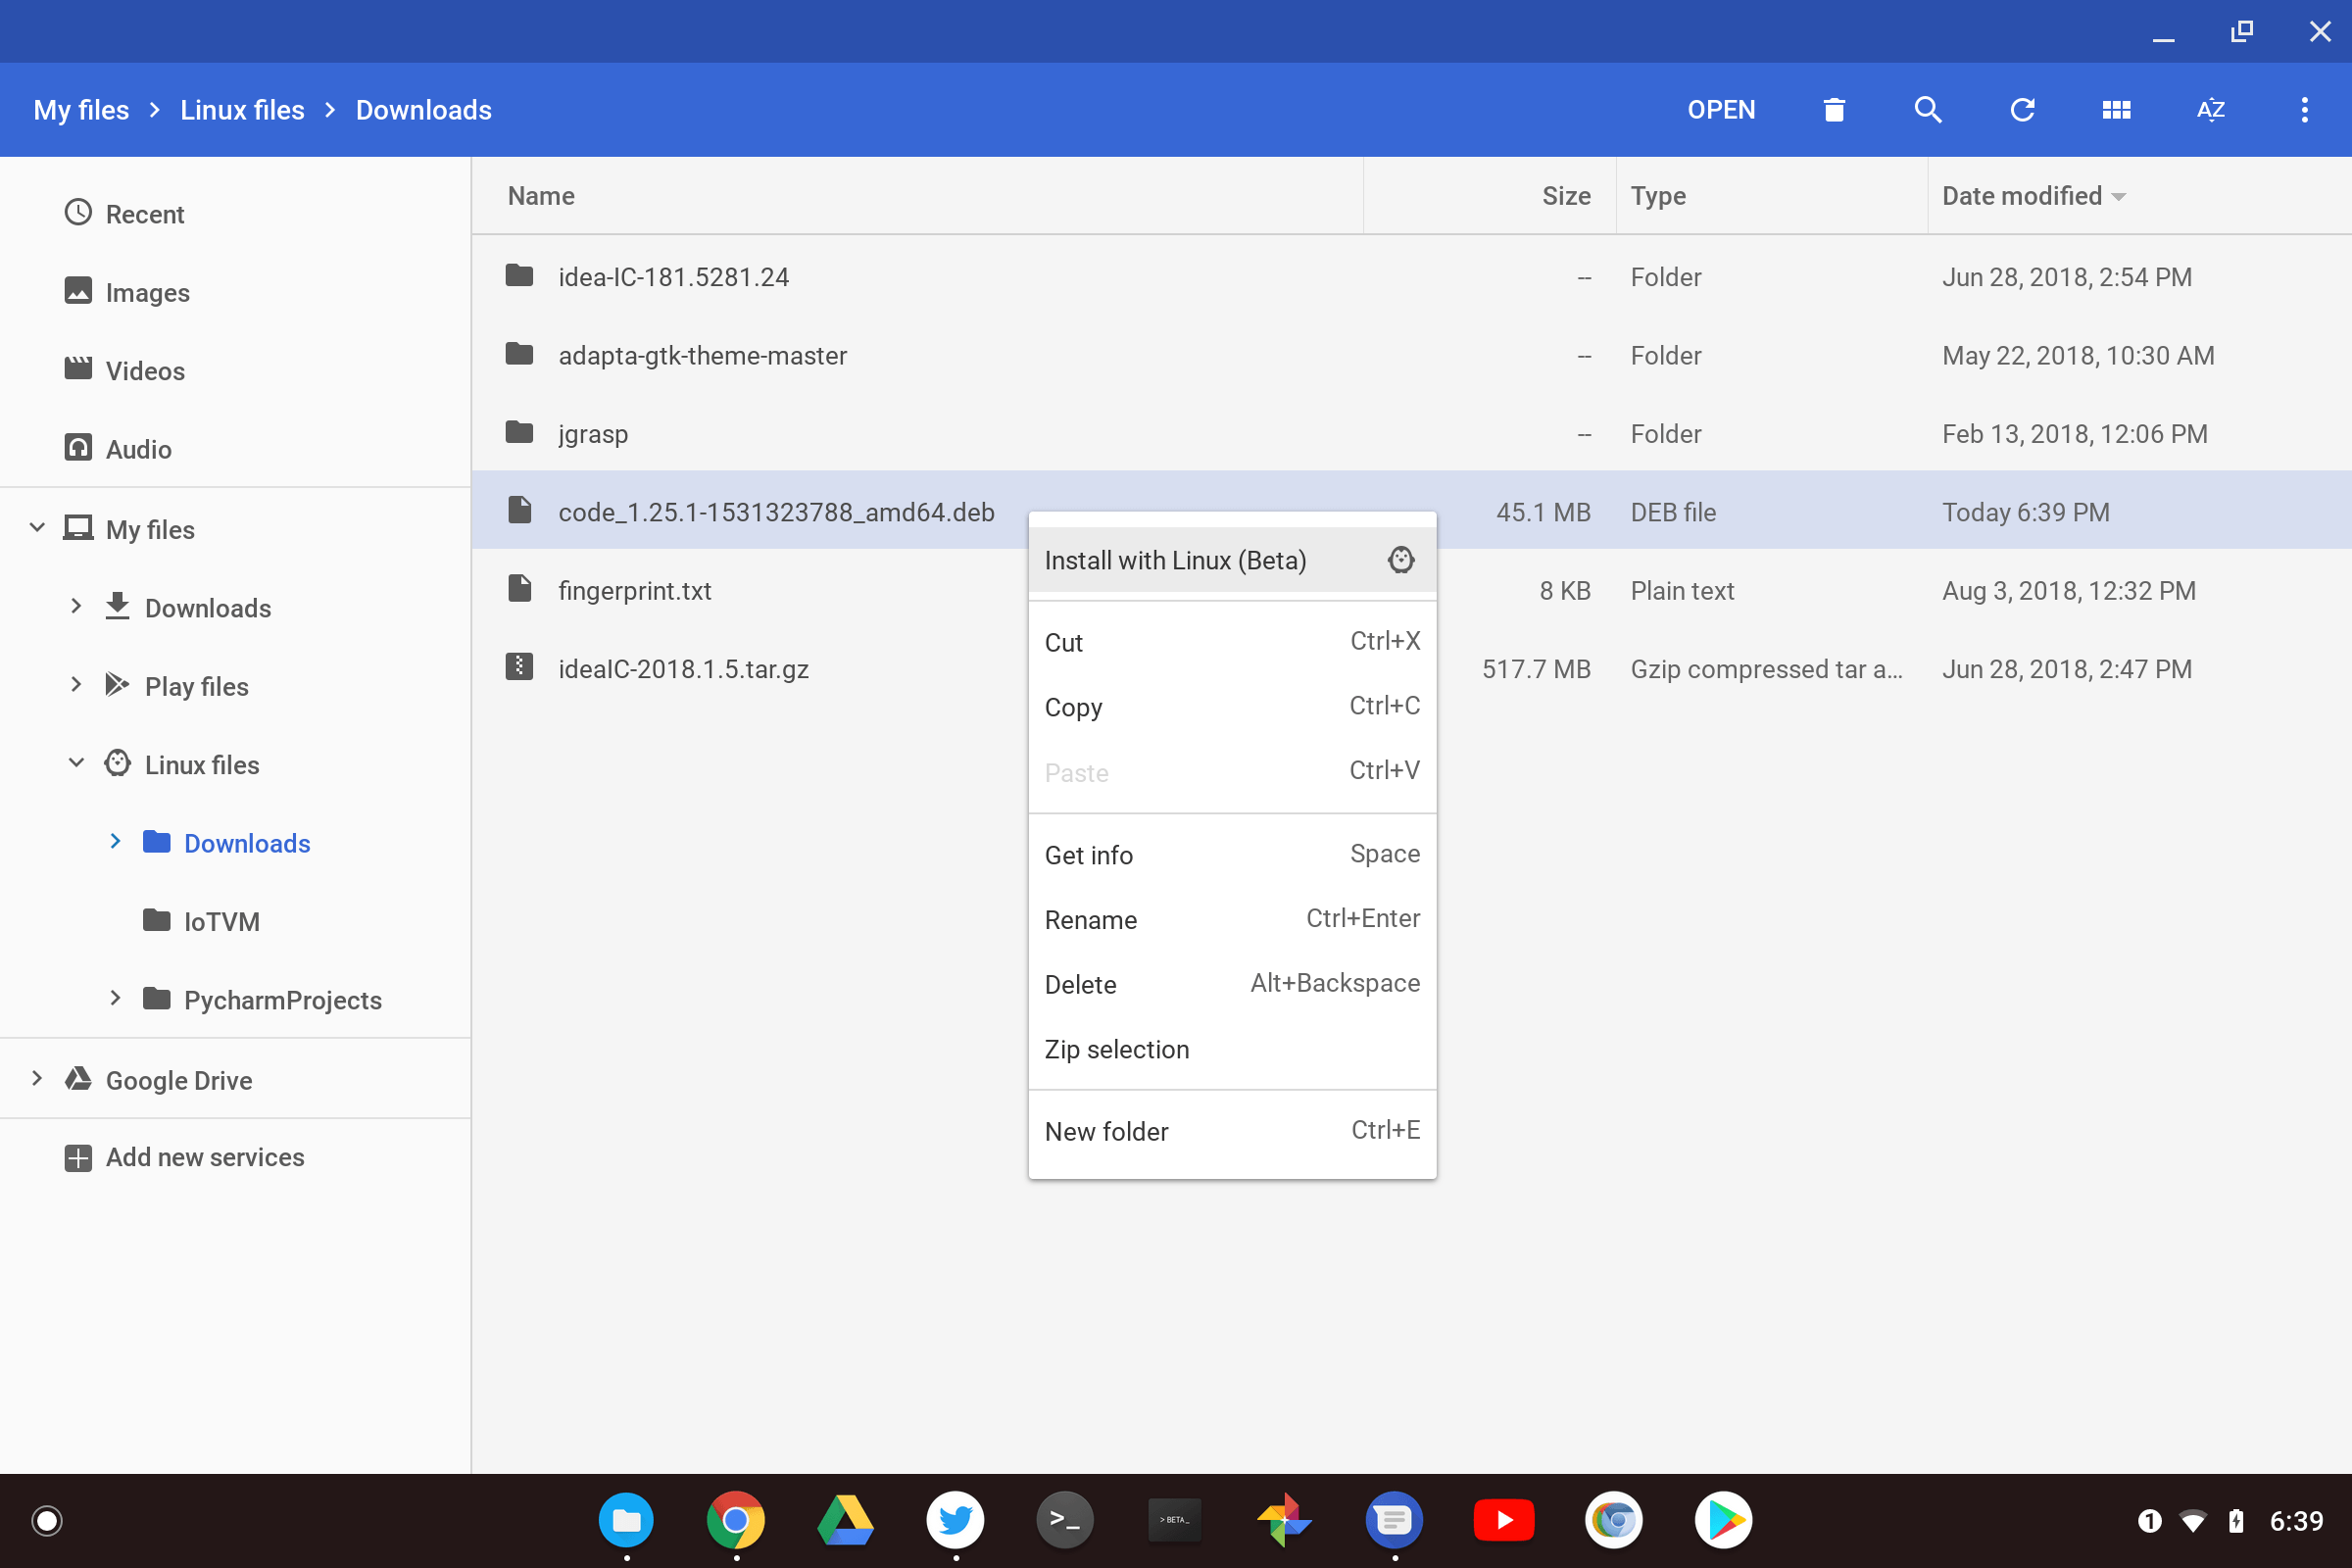 My files > Linux files > Downloads OPEN AZ
Name Size Type Date modified
Recent
Images
Videos
Audio
My files
Downloads
Play files
Linux files
Downloads
IoTVM
PycharmProjects
Google Drive
Add new services
idea-IC-181.5281.24 -- Folder Jun 28, 2018, 2:54 PM
adapta-gtk-theme-master -- Folder May 22, 2018, 10:30 AM
jgrasp -- Folder Feb 13, 2018, 12:06 PM
code_1.25.1-1531323788_amd64.deb 45.1 MB DEB file Today 6:39 PM
fingerprint.txt 8 KB Plain text Aug 3, 2018, 12:32 PM
ideaIC-2018.1.5.tar.gz 517.7 MB Gzip compressed tar a... Jun 28, 2018, 2:47 PM
Install with Linux (Beta)
Cut Ctrl+X
Copy Ctrl+C
Paste Ctrl+V
Get info Space
Rename Ctrl+Enter
Delete Alt+Backspace
Zip selection
New folder Ctrl+E
>_ > BETA_ 1 6:39